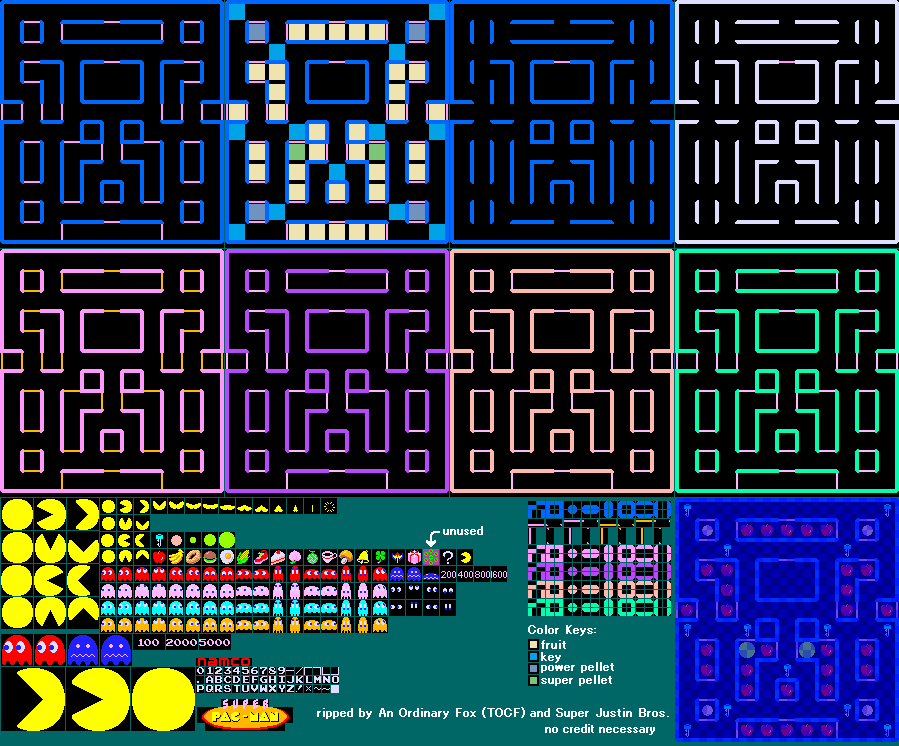 unused
200 400 800 1600
Color Keys:
fruit
key
power pellet
super pellet
100 2000 5000
namco
0123456789-/
.ABCDEFGHIJKLMNO
PQRSTUVWXYZ!
SUPER
PAC-MAN
ripped by An Ordinary Fox (TOCF) and Super Justin Bros.
no credit necessary